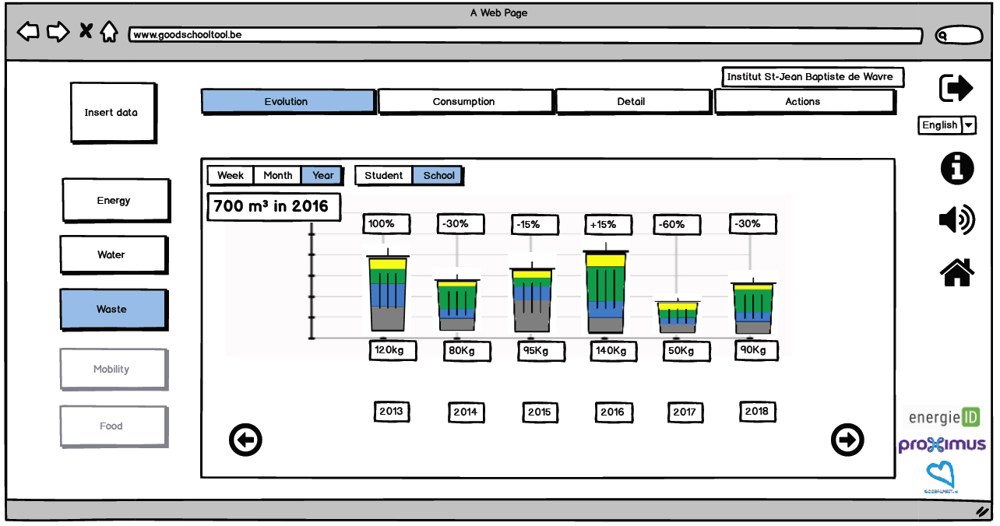 A Web Page
www.goodschooltool.be
Institut St-Jean Baptiste de Wavre
Insert data
Evolution
Consumption
Detail
Actions
English
Week
Month
Year
Student
School
700 m³ in 2016
Energy
Water
Waste
Mobility
Food
100%
-30%
-15%
+15%
-60%
-30%
120kg
80Kg
95Kg
140Kg
50Kg
90Kg
2013
2014
2015
2016
2017
2018
energieID
proximus